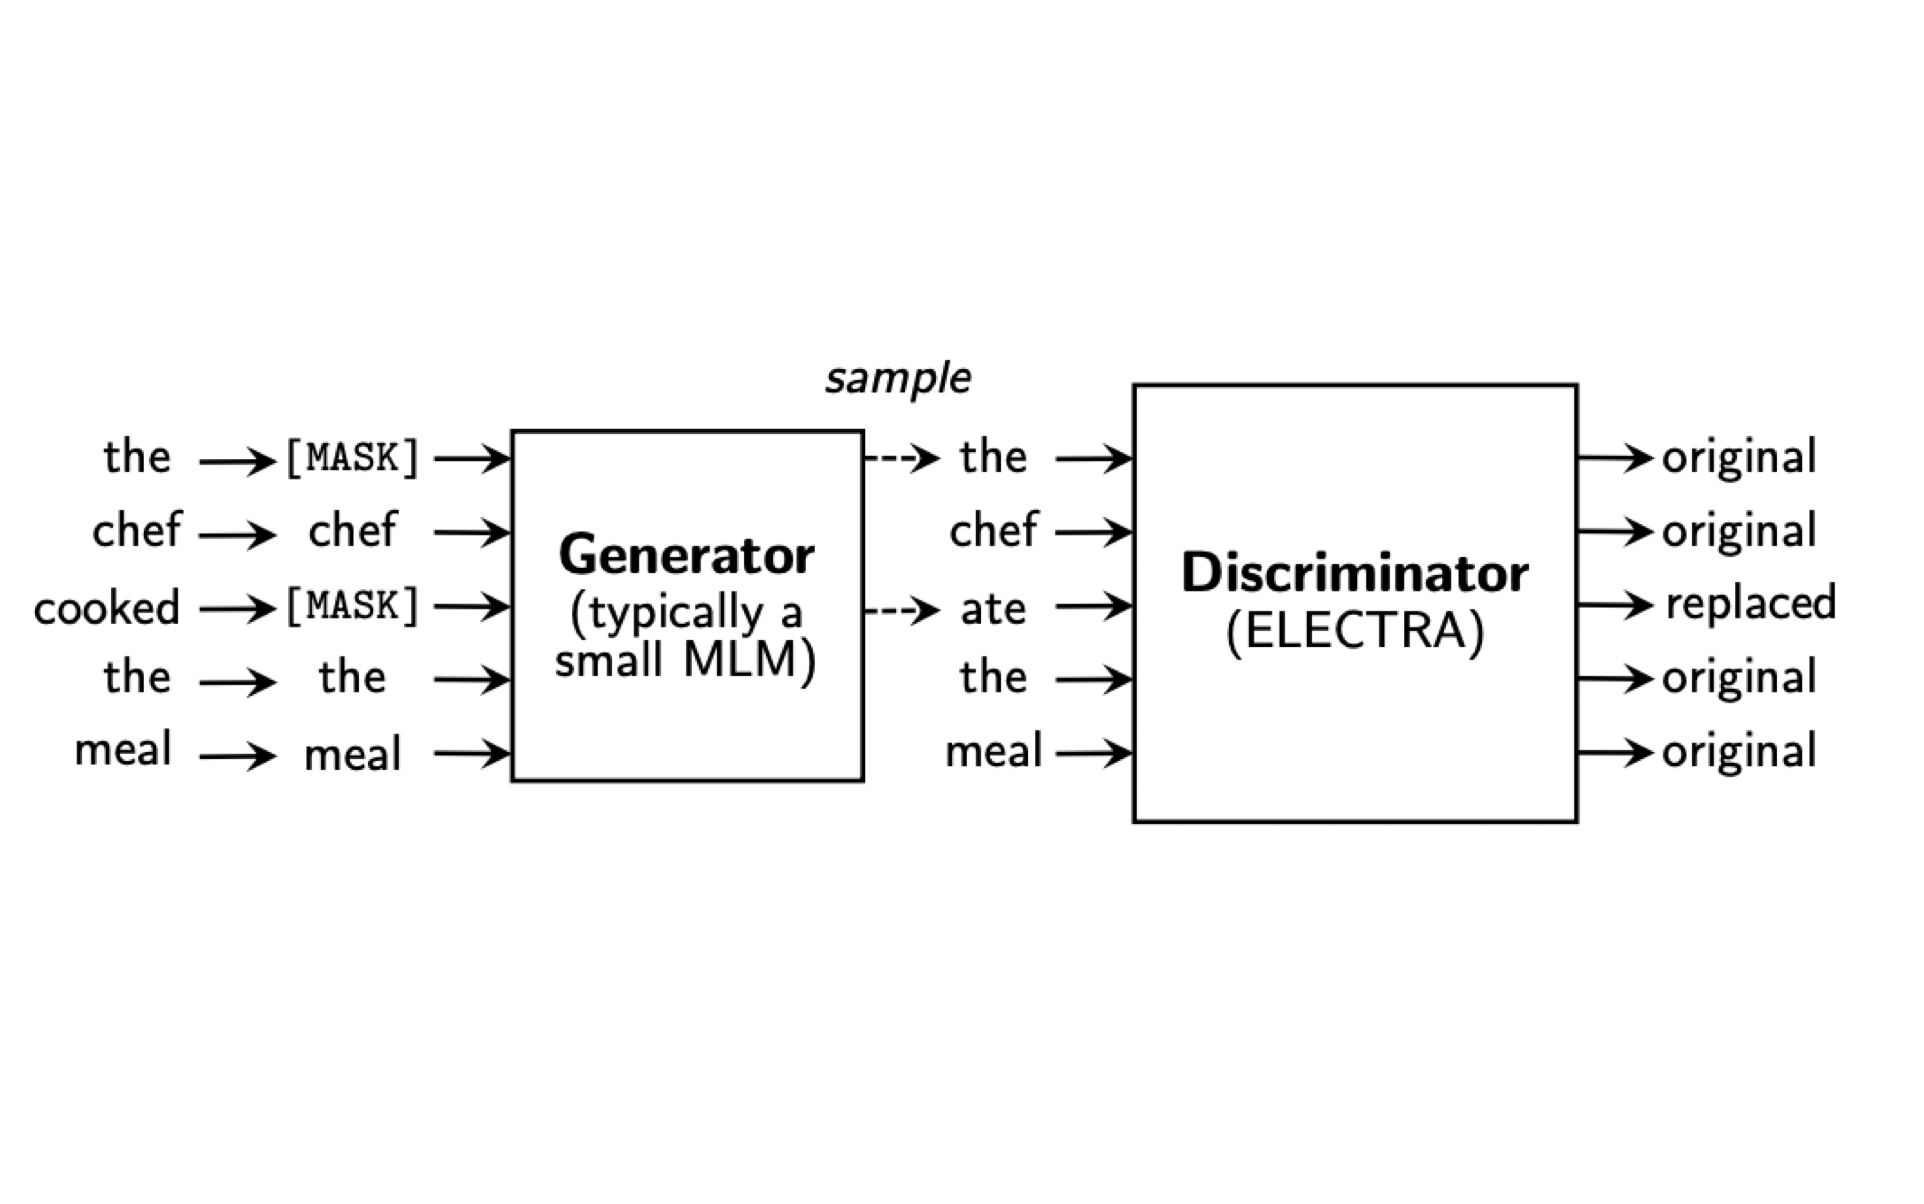 sample
the [MASK] the original
chef chef chef original
cooked [MASK] ate replaced
the the the original
meal meal meal original
Generator
(typically a
small MLM)
Discriminator
(ELECTRA)